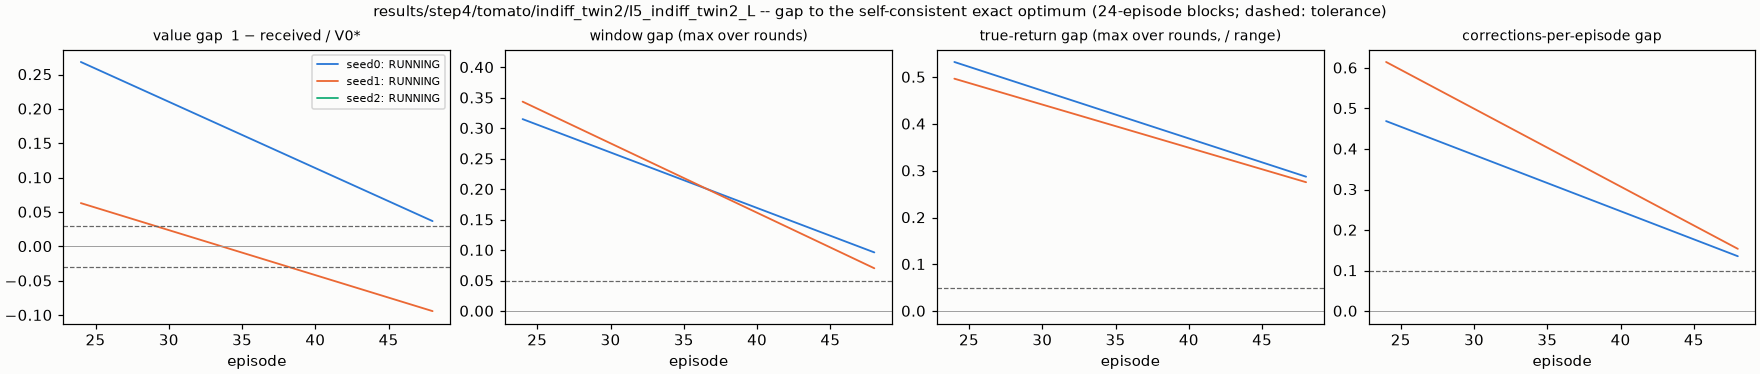 results/step4/tomato/indiff_twin2/l5_indiff_twin2_L -- gap to the self-consistent exact optimum (24-episode blocks; dashed: tolerance)
value gap 1 − received / V0*
0.25
0.20
0.15
0.10
0.05
0.00
−0.05
−0.10
25 30 35 40 45
episode
seed0: RUNNING
seed1: RUNNING
seed2: RUNNING
window gap (max over rounds)
0.40
0.35
0.30
0.25
0.20
0.15
0.10
0.05
0.00
25 30 35 40 45
episode
true-return gap (max over rounds, / range)
0.5
0.4
0.3
0.2
0.1
0.0
25 30 35 40 45
episode
corrections-per-episode gap
0.6
0.5
0.4
0.3
0.2
0.1
0.0
25 30 35 40 45
episode